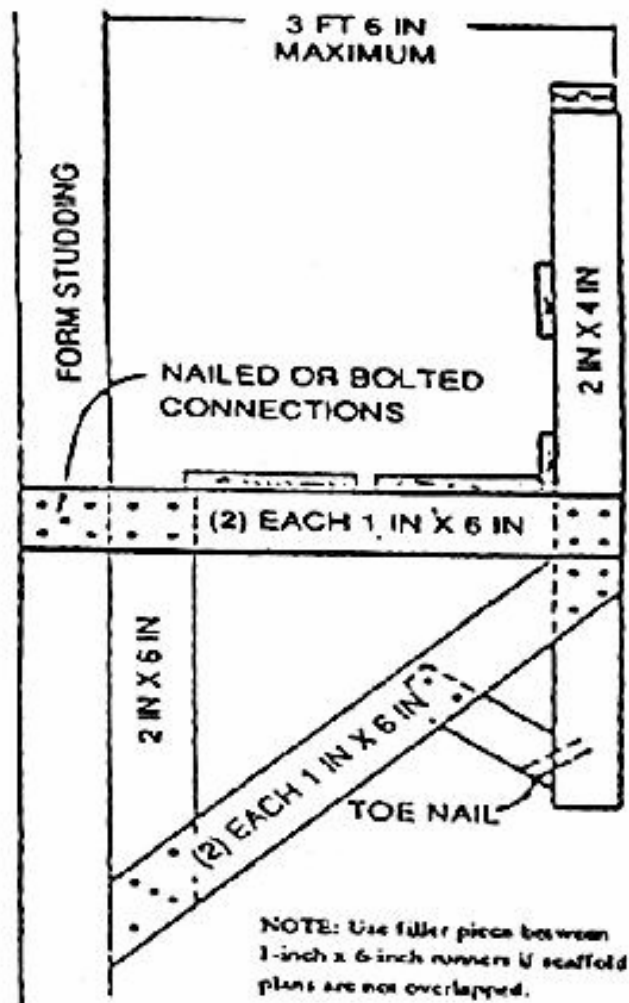 3 FT 6 IN
MAXIMUM
FORM STUDDING
2 IN X 4 IN
NAILED OR BOLTED
CONNECTIONS
(2) EACH 1 IN X 6 IN
2 IN X 6 IN
(2) EACH 1 IN X 6 IN
TOE NAIL
NOTE: Use filler piece between
1-inch x 6-inch runners if scaffold
plans are not overlapped.